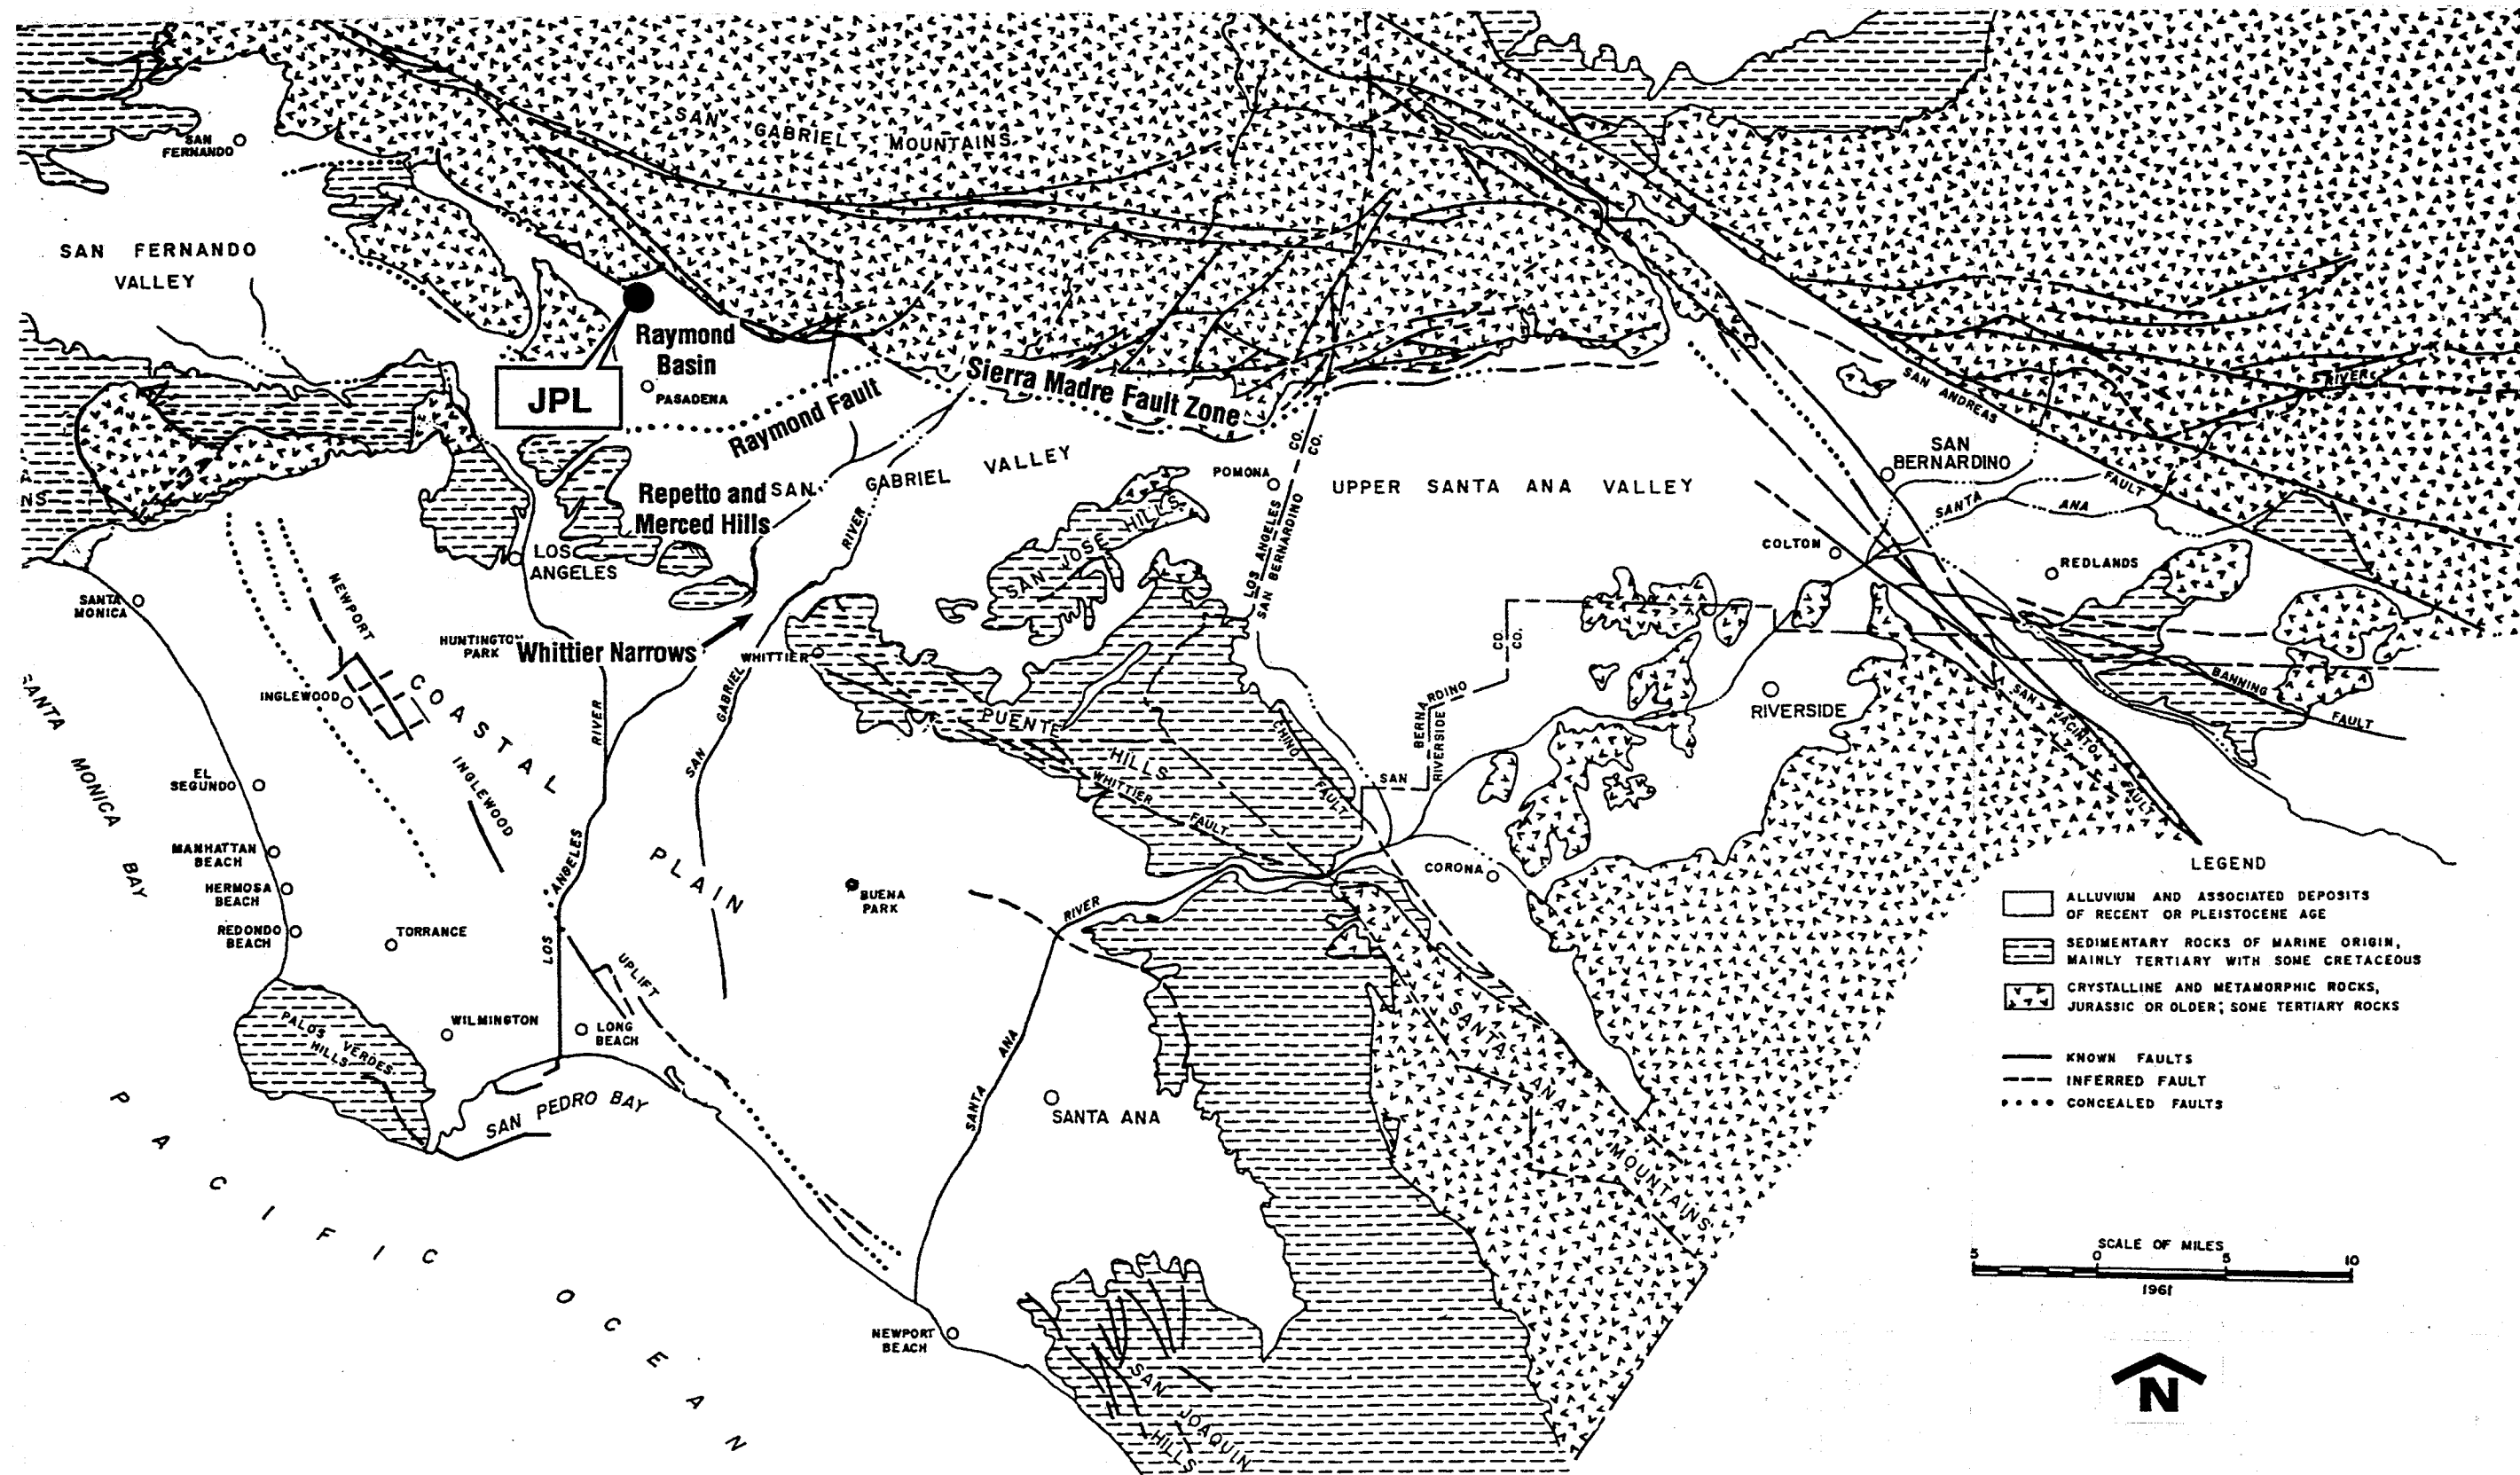 SAN GABRIEL MOUNTAINS
SAN
FERNANDO
SAN FERNANDO
VALLEY
Raymond
Basin
JPL
PASADENA
Raymond Fault
Sierra Madre Fault Zone
SAN GABRIEL VALLEY
Repetto and
Merced Hills
LOS
ANGELES
RIVER
SAN JOSE HILLS
POMONA
CO.
CO.
LOS ANGELES
SAN BERNARDINO
UPPER SANTA ANA VALLEY
SAN
ANDREAS
FAULT
RIVER
SAN
BERNARDINO
SANTA ANA
COLTON
REDLANDS
NS
SANTA
MONICA
NEWPORT
HUNTINGTON
PARK
Whittier Narrows
WHITTIER
INGLEWOOD
COASTAL
PLAIN
INGLEWOOD
UPLIFT
RIVER
ANGELES
LOS
GABRIEL
SAN
PUENTE
HILLS
WHITTIER
FAULT
CHINO
FAULT
CO.
CO.
BERNA
RDINO
RIVERSIDE
SAN
RIVERSIDE
BANNING
FAULT
SAN
JACINTO
FAULT
ANTA
MONICA
BAY
EL
SEGUNDO
MANHATTAN
BEACH
HERMOSA
BEACH
REDONDO
BEACH
TORRANCE
BUENA
PARK
CORONA
RIVER
ANA
SANTA
WILMINGTON
LONG
BEACH
PALOS VERDES
HILLS
SAN PEDRO BAY
SANTA ANA
SANTA
ANA
MOUNTAINS
PACIFIC OCEAN
NEWPORT
BEACH
SAN
JOAQUIN
HILLS
LEGEND
ALLUVIUM AND ASSOCIATED DEPOSITS
OF RECENT OR PLEISTOCENE AGE
SEDIMENTARY ROCKS OF MARINE ORIGIN,
MAINLY TERTIARY WITH SOME CRETACEOUS
CRYSTALLINE AND METAMORPHIC ROCKS,
JURASSIC OR OLDER; SOME TERTIARY ROCKS
KNOWN FAULTS
INFERRED FAULT
CONCEALED FAULTS
SCALE OF MILES
5 0 5 10
1961
N